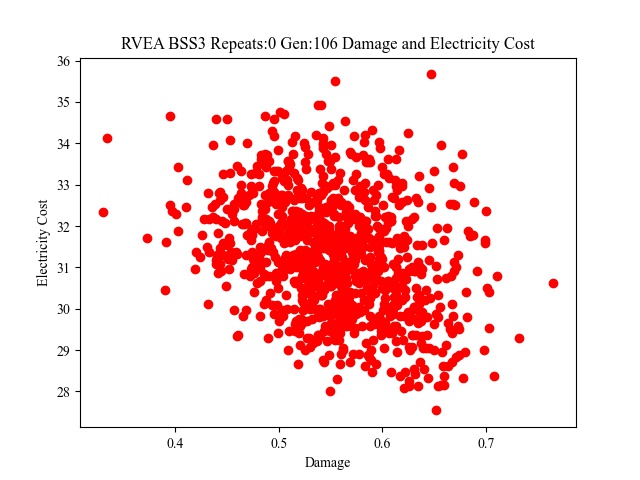 RVEA BSS3 Repeats:0 Gen:106 Damage and Electricity Cost
36
35
34
33
32
31
30
29
28
Electricity Cost
0.4 0.5 0.6 0.7
Damage